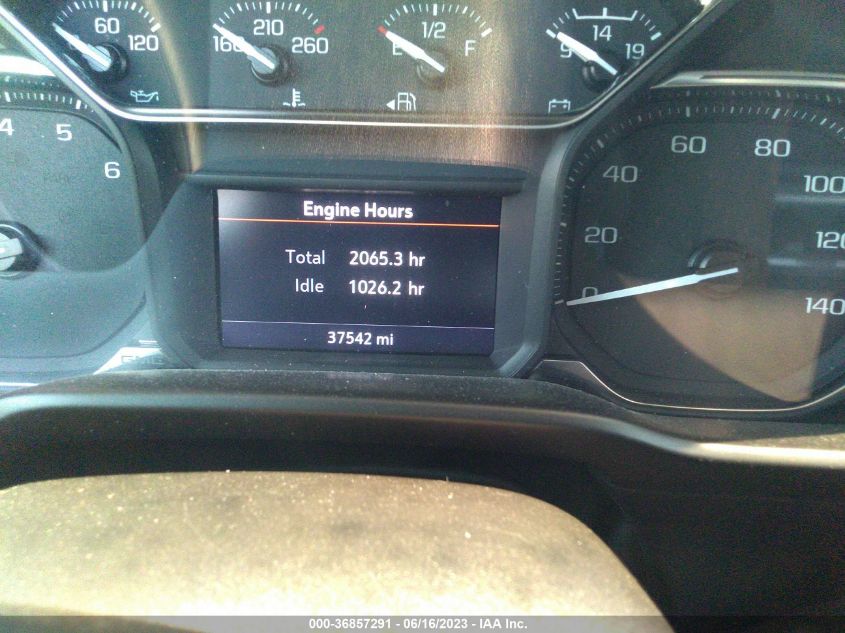 60 120
160 210 260
E 1/2 F
9 14 19
4 5 6
Engine Hours
Total 2065.3 hr
Idle 1026.2 hr
37542 mi
0 20 40 60 80 100 120 140
000-36857291 - 06/16/2023 - IAA Inc.